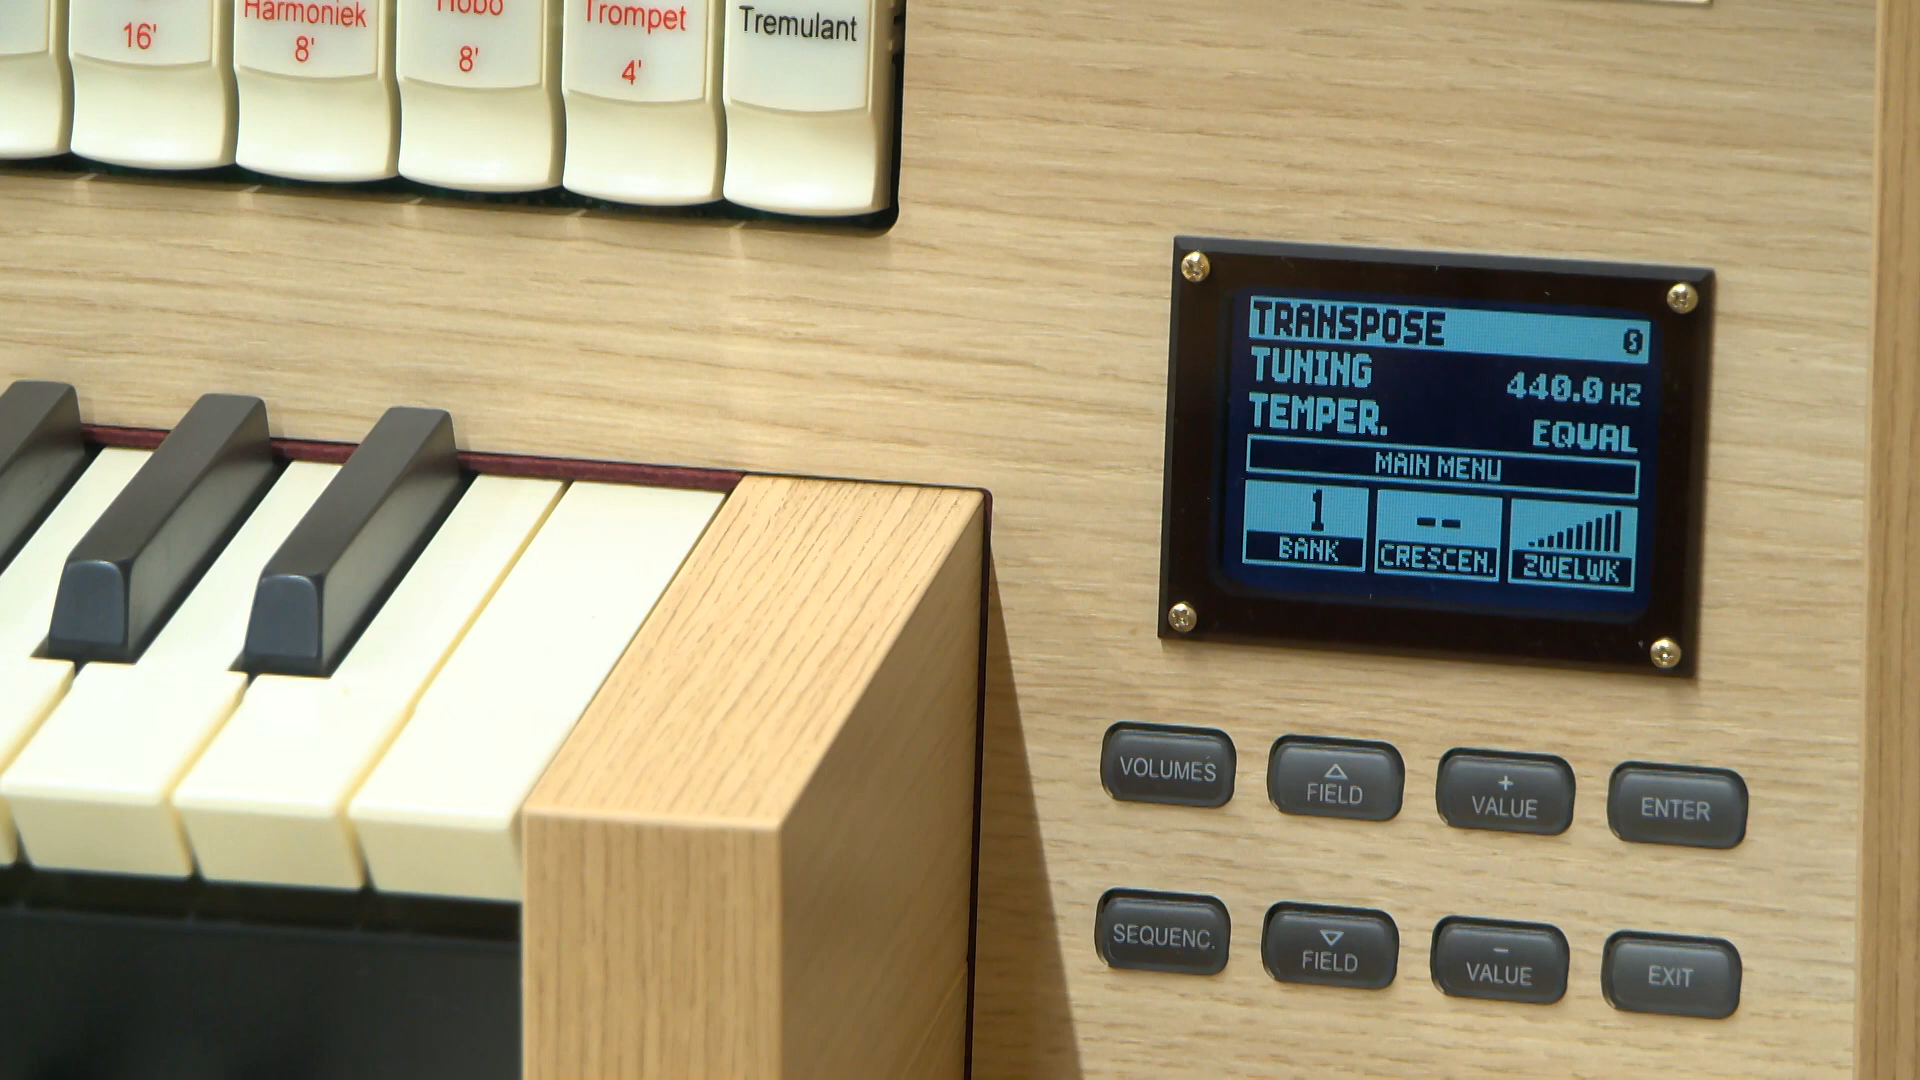 16'
Harmoniek
8'
Hobo
8'
Trompet
4'
Tremulant
TRANSPOSE 0
TUNING 440.0 HZ
TEMPER. EQUAL
MAIN MENU
1
BANK
--
CRESCEN.
ZWELWK
VOLUMES
FIELD
+
VALUE
ENTER
SEQUENC.
FIELD
-
VALUE
EXIT